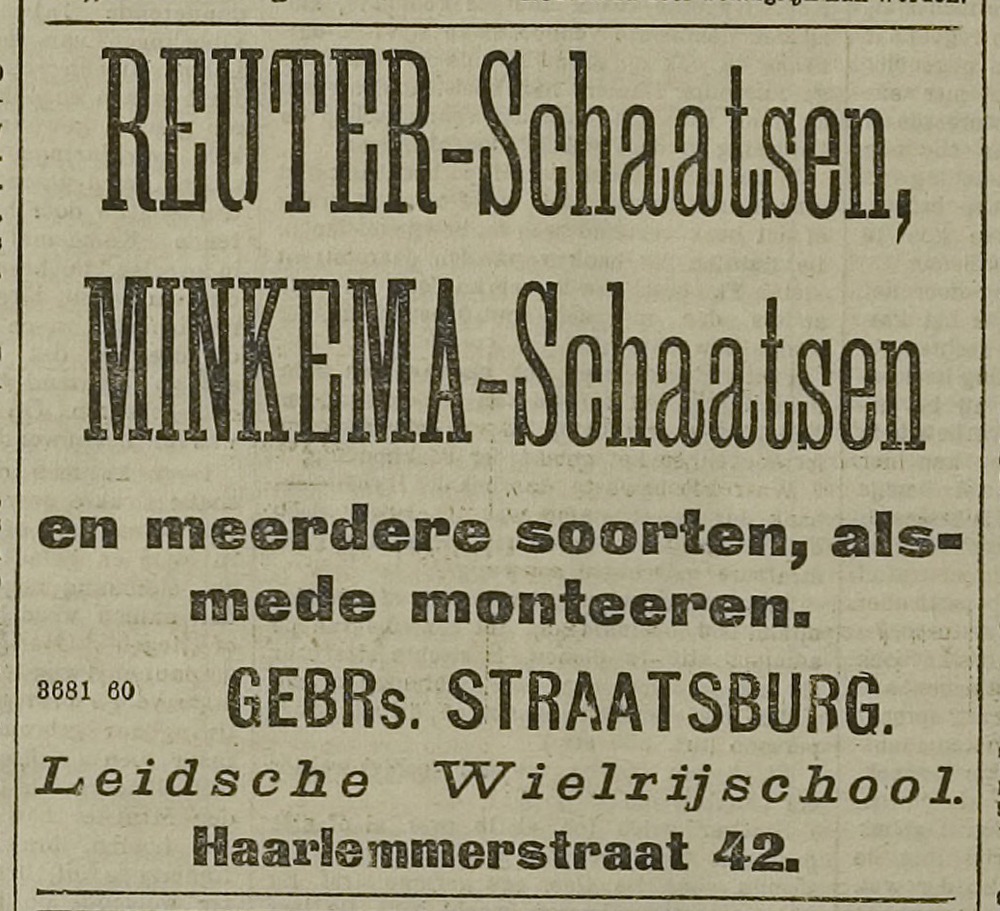 REUTER-Schaatsen,
MINKEMA-Schaatsen
en meerdere soorten, als-
mede monteeren.
3681 60 GEBRs. STRAATSBURG.
Leidsche Wielrijschool.
Haarlemmerstraat 42.